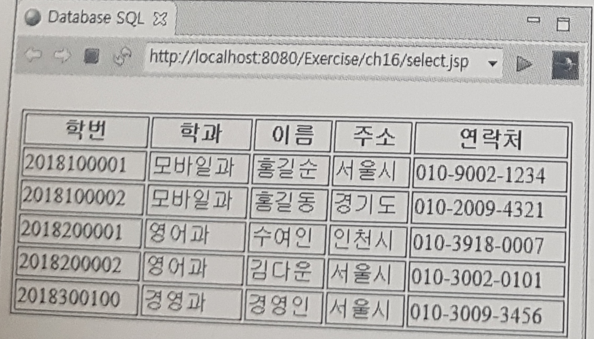 Database SQL
http://localhost:8080/Exercise/ch16/select.jsp
학번 학과 이름 주소 연락처
2018100001 모바일과 홍길순 서울시 010-9002-1234
2018100002 모바일과 홍길동 경기도 010-2009-4321
2018200001 영어과 수여인 인천시 010-3918-0007
2018200002 영어과 김다운 서울시 010-3002-0101
2018300100 경영과 경영인 서울시 010-3009-3456